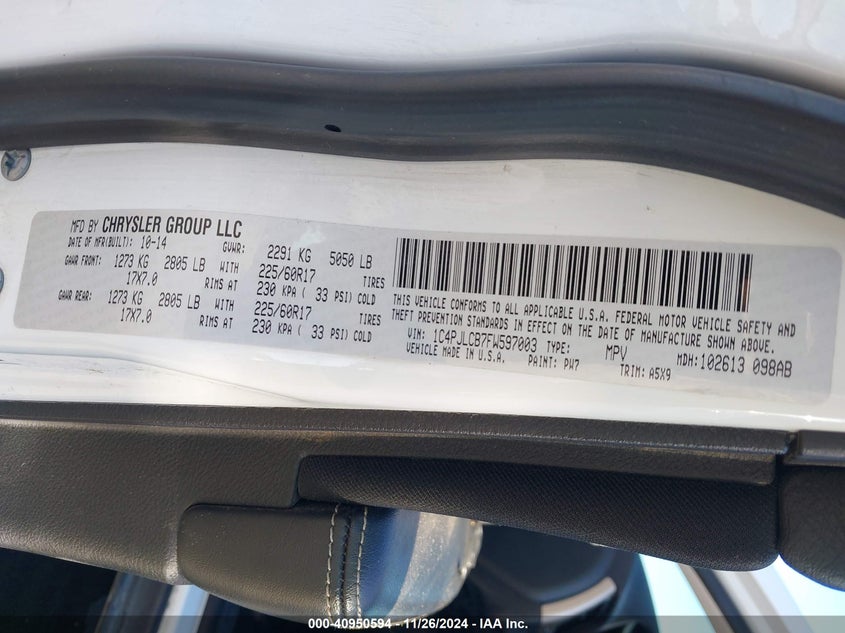 MFD BY CHRYSLER GROUP LLC
DATE OF MFR(BUILT): 10-14 GVWR: 2291 KG 5050 LB
GAWR FRONT: 1273 KG 2805 LB WITH 225/60R17 TIRES
17X7.0 RIMS AT 230 KPA ( 33 PSI) COLD
GAWR REAR: 1273 KG 2805 LB WITH 225/60R17 TIRES
17X7.0 RIMS AT 230 KPA ( 33 PSI) COLD
THIS VEHICLE CONFORMS TO ALL APPLICABLE U.S.A. FEDERAL MOTOR VEHICLE SAFETY AND
THEFT PREVENTION STANDARDS IN EFFECT ON THE DATE OF MANUFACTURE SHOWN ABOVE.
VIN: 1C4PJLCB7FW597003 TYPE: MPV MDH:102613 098AB
VEHICLE MADE IN U.S.A. PAINT: PW7 TRIM: A5X9
000-40950594 - 11/26/2024 - IAA Inc.